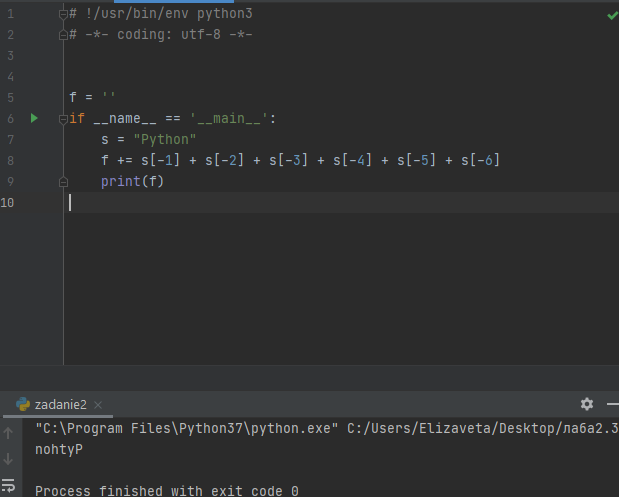 1 # !/usr/bin/env python3
2 # -*- coding: utf-8 -*-
3
4
5 f = ''
6 if __name__ == '__main__':
7 s = "Python"
8 f += s[-1] + s[-2] + s[-3] + s[-4] + s[-5] + s[-6]
9 print(f)
10
zadanie2
"C:\Program Files\Python37\python.exe" C:/Users/Elizaveta/Desktop/лаба2.3
nohtyP
Process finished with exit code 0